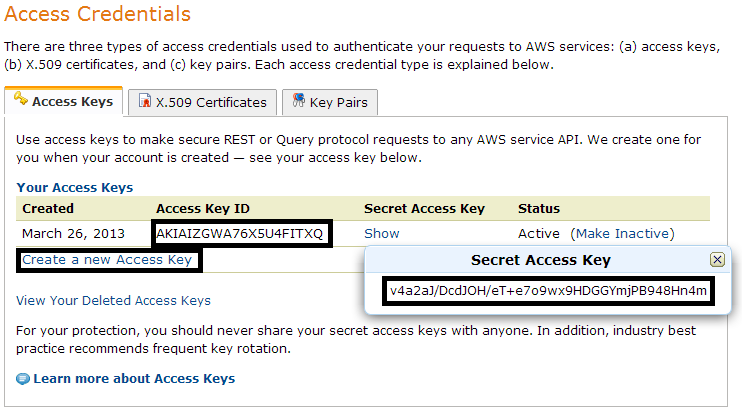 Access Credentials
There are three types of access credentials used to authenticate your requests to AWS services: (a) access keys,
(b) X.509 certificates, and (c) key pairs. Each access credential type is explained below.
Access Keys
X.509 Certificates
Key Pairs
Use access keys to make secure REST or Query protocol requests to any AWS service API. We create one for
you when your account is created — see your access key below.
Your Access Keys
Created Access Key ID Secret Access Key Status
March 26, 2013 AKIAIZGWA76X5U4FITXQ Show Active (Make Inactive)
Create a new Access Key
Secret Access Key
v4a2aJ/DcdJOH/eT+e7o9wx9HDGGYmjPB948Hn4m
View Your Deleted Access Keys
For your protection, you should never share your secret access keys with anyone. In addition, industry best
practice recommends frequent key rotation.
Learn more about Access Keys